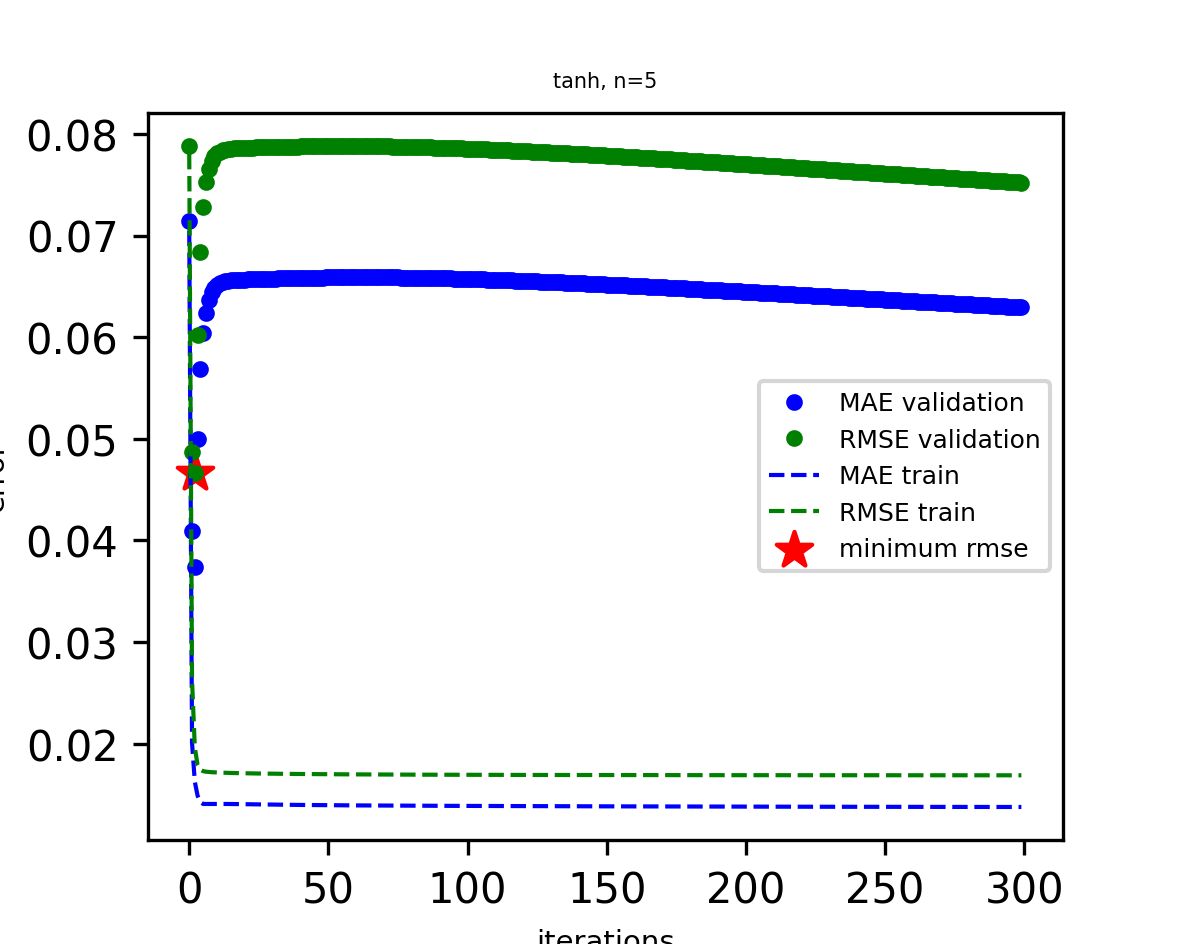 tanh, n=5
0.08
0.07
0.06
0.05
0.04
0.03
0.02
MAE validation
RMSE validation
MAE train
RMSE train
minimum rmse
0 50 100 150 200 250 300
iterations